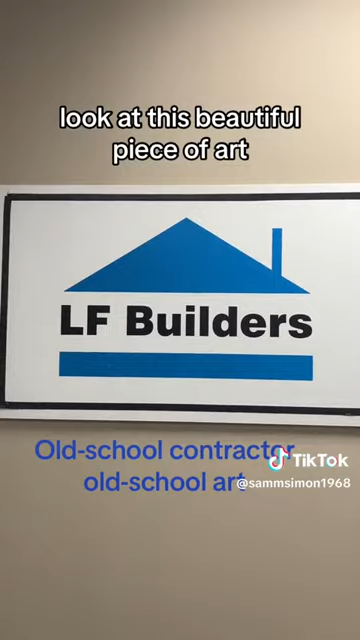 look at this beautiful
piece of art
LF Builders
Old-school contractor
old-school art
TikTok
@sammsimon1968